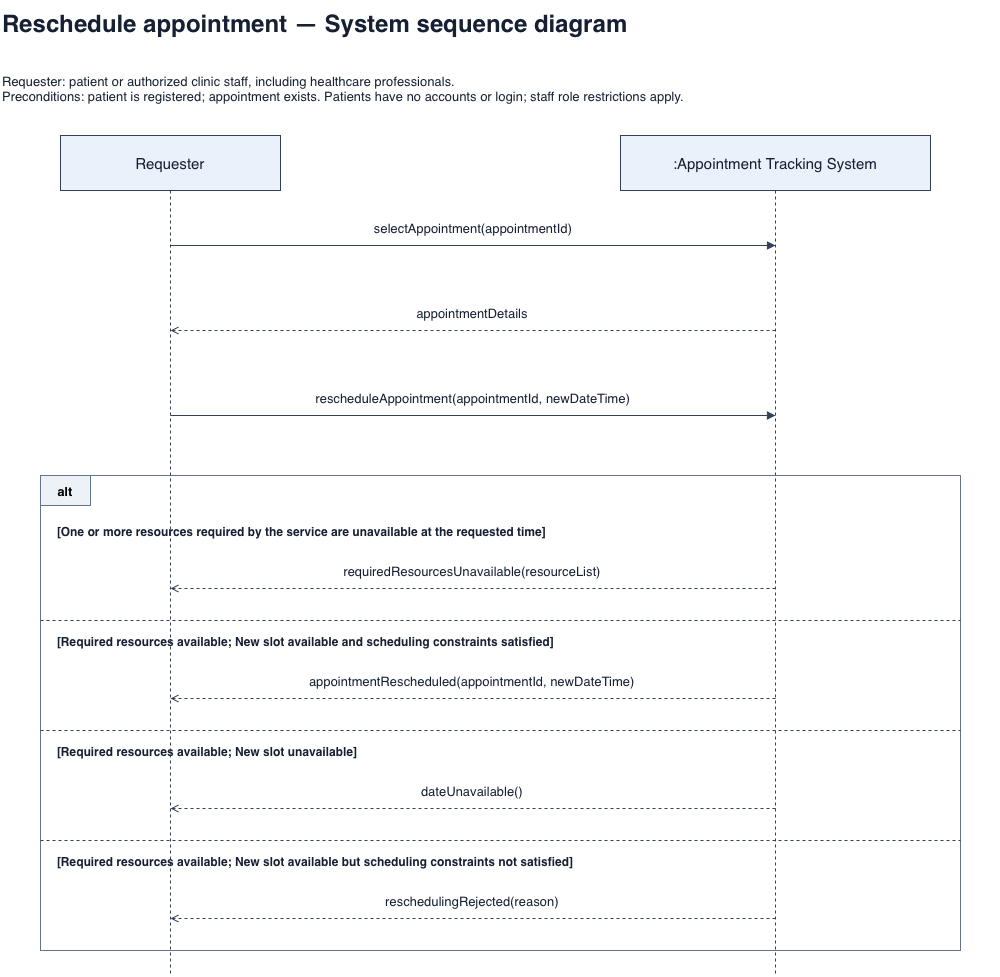 Reschedule appointment — System sequence diagram
Requester: patient or authorized clinic staff, including healthcare professionals.
Preconditions: patient is registered; appointment exists. Patients have no accounts or login; staff role restrictions apply.
Requester
:Appointment Tracking System
selectAppointment(appointmentId)
appointmentDetails
rescheduleAppointment(appointmentId, newDateTime)
alt
[One or more resources required by the service are unavailable at the requested time]
requiredResourcesUnavailable(resourceList)
[Required resources available; New slot available and scheduling constraints satisfied]
appointmentRescheduled(appointmentId, newDateTime)
[Required resources available; New slot unavailable]
dateUnavailable()
[Required resources available; New slot available but scheduling constraints not satisfied]
reschedulingRejected(reason)